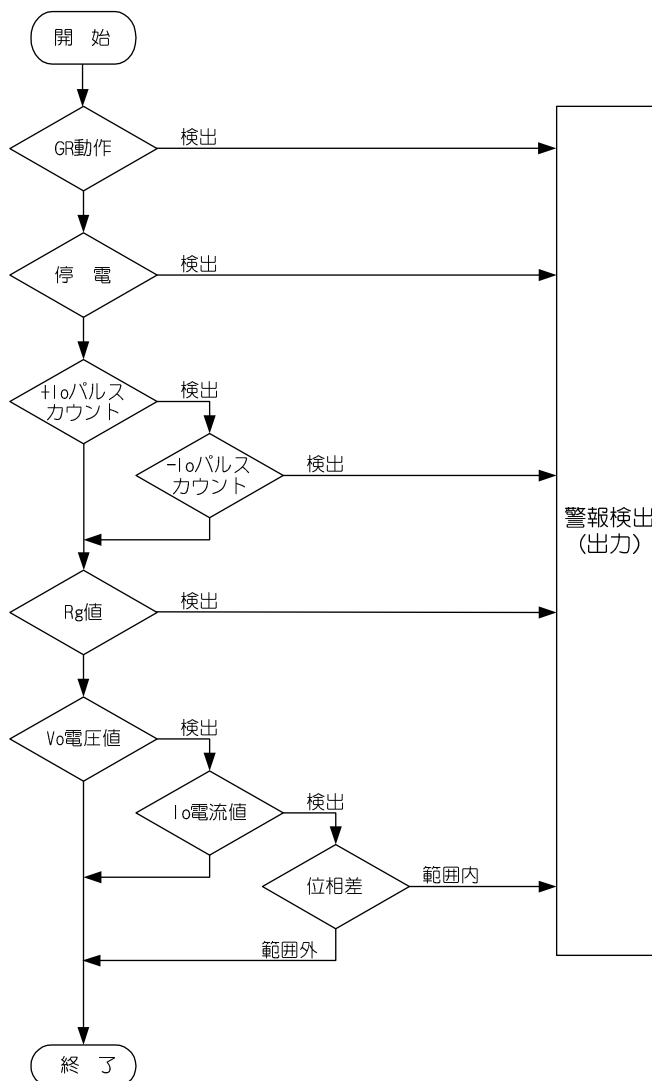 開　始
検出
GR動作
検出
停　電
検出
+Ioパルス
カウント
検出
-Ioパルス
カウント
警報検出
(出力)
検出
Rg値
検出
Vo電圧値
検出
Io電流値
範囲内
位相差
範囲外
終　了